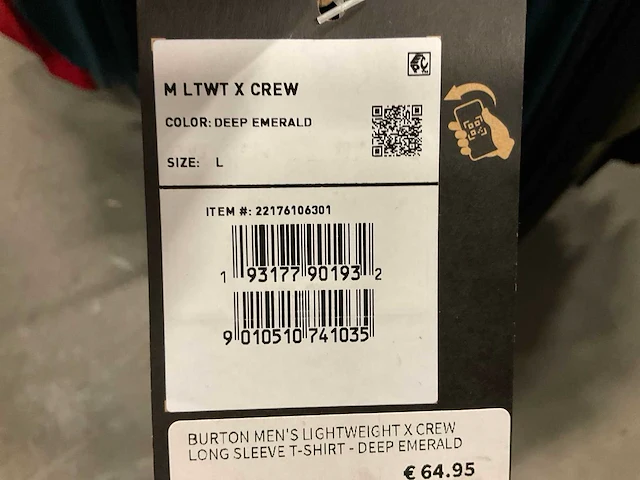 M LTWT X CREW
COLOR: DEEP EMERALD
SIZE: L
ITEM #: 22176106301
1 93177 90193 2
9 010510 741035
BURTON MEN'S LIGHTWEIGHT X CREW
LONG SLEEVE T-SHIRT - DEEP EMERALD
€ 64.95